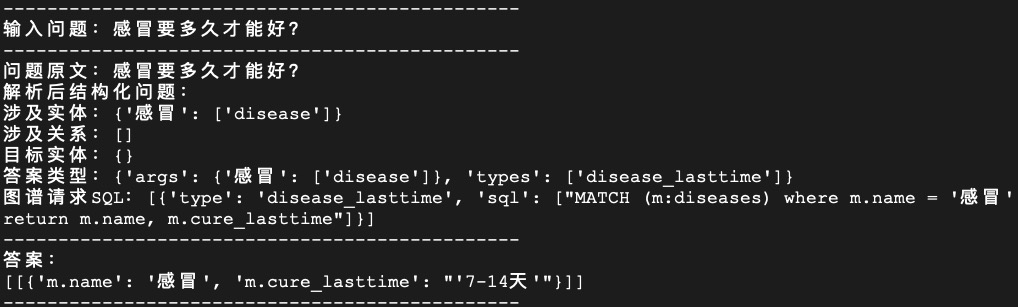 --------------------------------------------------
输入问题：感冒要多久才能好?
--------------------------------------------------
问题原文：感冒要多久才能好?
解析后结构化问题：
涉及实体：{'感冒': ['disease']}
涉及关系：[]
目标实体：{}
答案类型：{'args': {'感冒': ['disease']}, 'types': ['disease_lasttime']}
图谱请求SQL：[{'type': 'disease_lasttime', 'sql': ["MATCH (m:diseases) where m.name = '感冒'
return m.name, m.cure_lasttime"]}]
--------------------------------------------------
答案：
[[{'m.name': '感冒', 'm.cure_lasttime': "'7-14天'"}]]
--------------------------------------------------